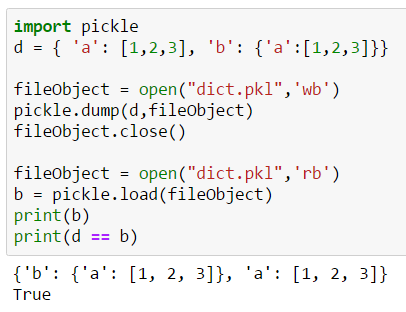 import pickle
d = { 'a': [1,2,3], 'b': {'a':[1,2,3]}}
fileObject = open("dict.pkl",'wb')
pickle.dump(d,fileObject)
fileObject.close()
fileObject = open("dict.pkl",'rb')
b = pickle.load(fileObject)
print(b)
print(d == b)
{'b': {'a': [1, 2, 3]}, 'a': [1, 2, 3]}
True